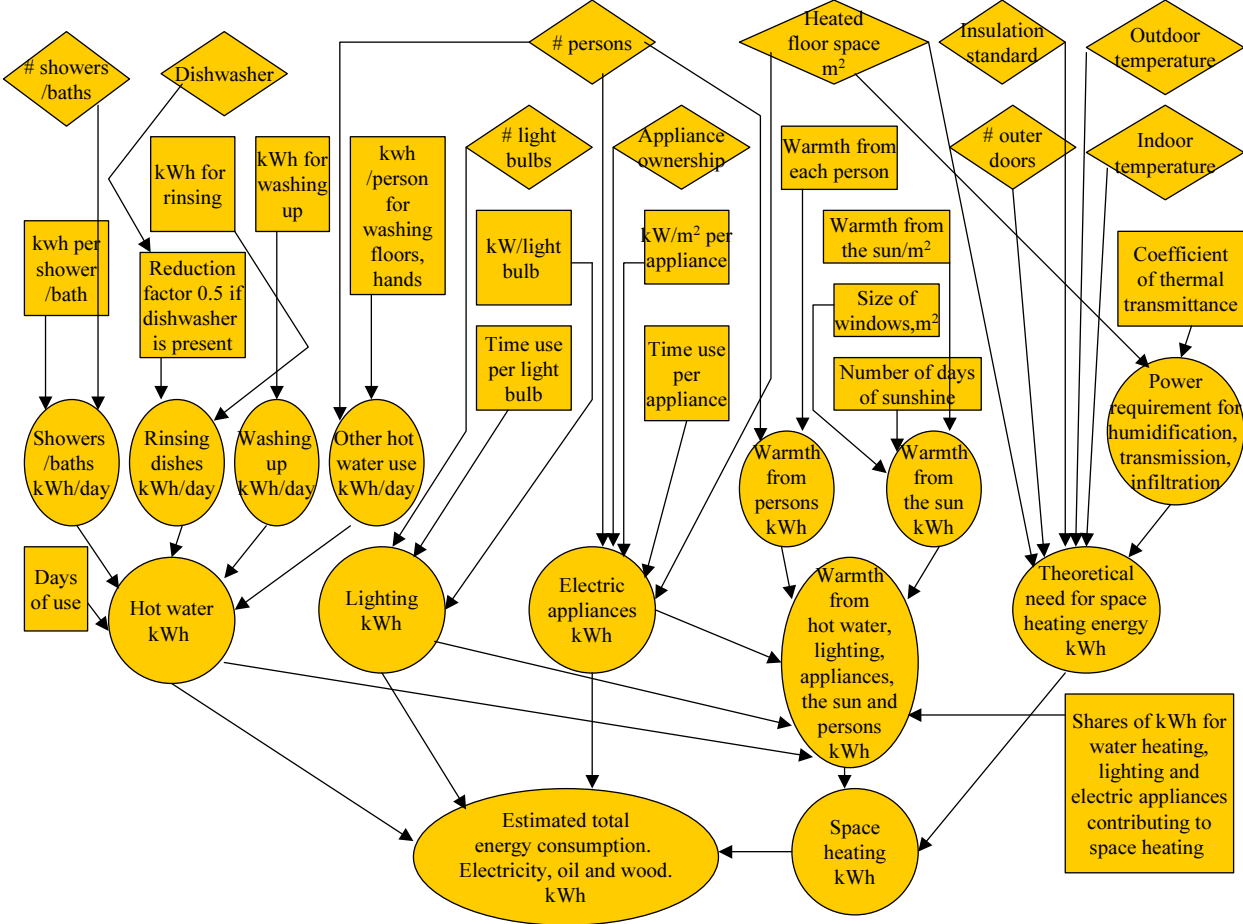 # persons
Heated
floor space
m²
Insulation
standard
Outdoor
temperature
# showers
/baths
Dishwasher
# light
bulbs
Appliance
ownership
# outer
doors
Indoor
temperature
kWh for
rinsing
kWh for
washing
up
kwh
/person
for
washing
floors,
hands
Warmth from
each person
kwh per
shower
/bath
Reduction
factor 0.5 if
dishwasher
is present
kW/light
bulb
kW/m² per
appliance
Warmth from
the sun/m²
Coefficient
of thermal
transmittance
Size of
windows,m²
Time use
per light
bulb
Time use
per
appliance
Number of days
of sunshine
Power
requirement for
humidification,
transmission,
infiltration
Showers
/baths
kWh/day
Rinsing
dishes
kWh/day
Washing
up
kWh/day
Other hot
water use
kWh/day
Warmth
from
persons
kWh
Warmth
from
the sun
kWh
Days
of use
Hot water
kWh
Lighting
kWh
Electric
appliances
kWh
Warmth
from
hot water,
lighting,
appliances,
the sun and
persons
kWh
Theoretical
need for space
heating energy
kWh
Shares of kWh for
water heating,
lighting and
electric appliances
contributing to
space heating
Estimated total
energy consumption.
Electricity, oil and wood.
kWh
Space
heating
kWh